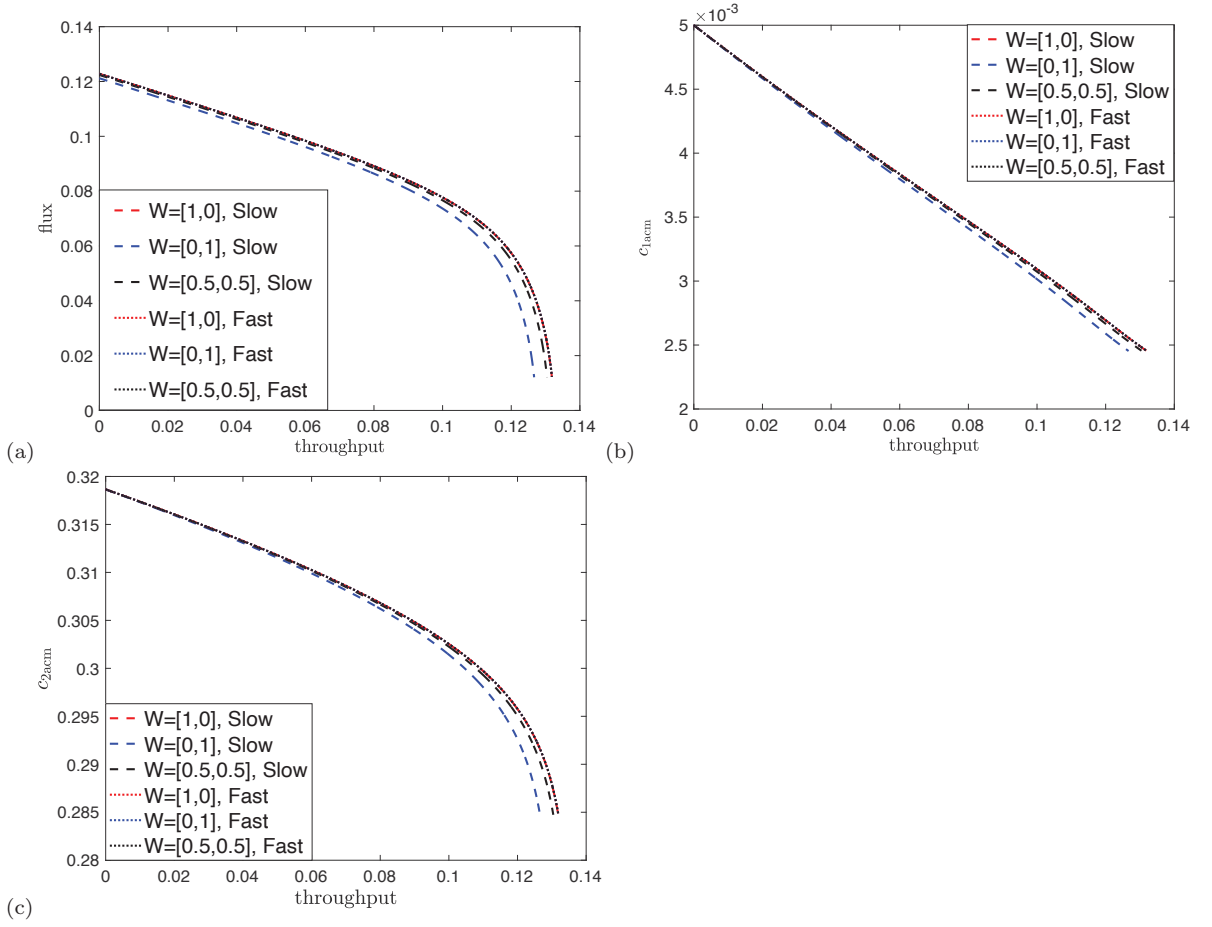 0.14
0.12
0.1
0.08
0.06
0.04
0.02
0
flux
W=[1,0], Slow
W=[0,1], Slow
W=[0.5,0.5], Slow
W=[1,0], Fast
W=[0,1], Fast
W=[0.5,0.5], Fast
0 0.02 0.04 0.06 0.08 0.1 0.12 0.14
throughput
(a)
×10-3
5
4.5
4
3.5
3
2.5
2
c1acm
W=[1,0], Slow
W=[0,1], Slow
W=[0.5,0.5], Slow
W=[1,0], Fast
W=[0,1], Fast
W=[0.5,0.5], Fast
0 0.02 0.04 0.06 0.08 0.1 0.12 0.14
throughput
(b)
0.32
0.315
0.31
0.305
0.3
0.295
0.29
0.285
0.28
c2acm
W=[1,0], Slow
W=[0,1], Slow
W=[0.5,0.5], Slow
W=[1,0], Fast
W=[0,1], Fast
W=[0.5,0.5], Fast
0 0.02 0.04 0.06 0.08 0.1 0.12 0.14
throughput
(c)